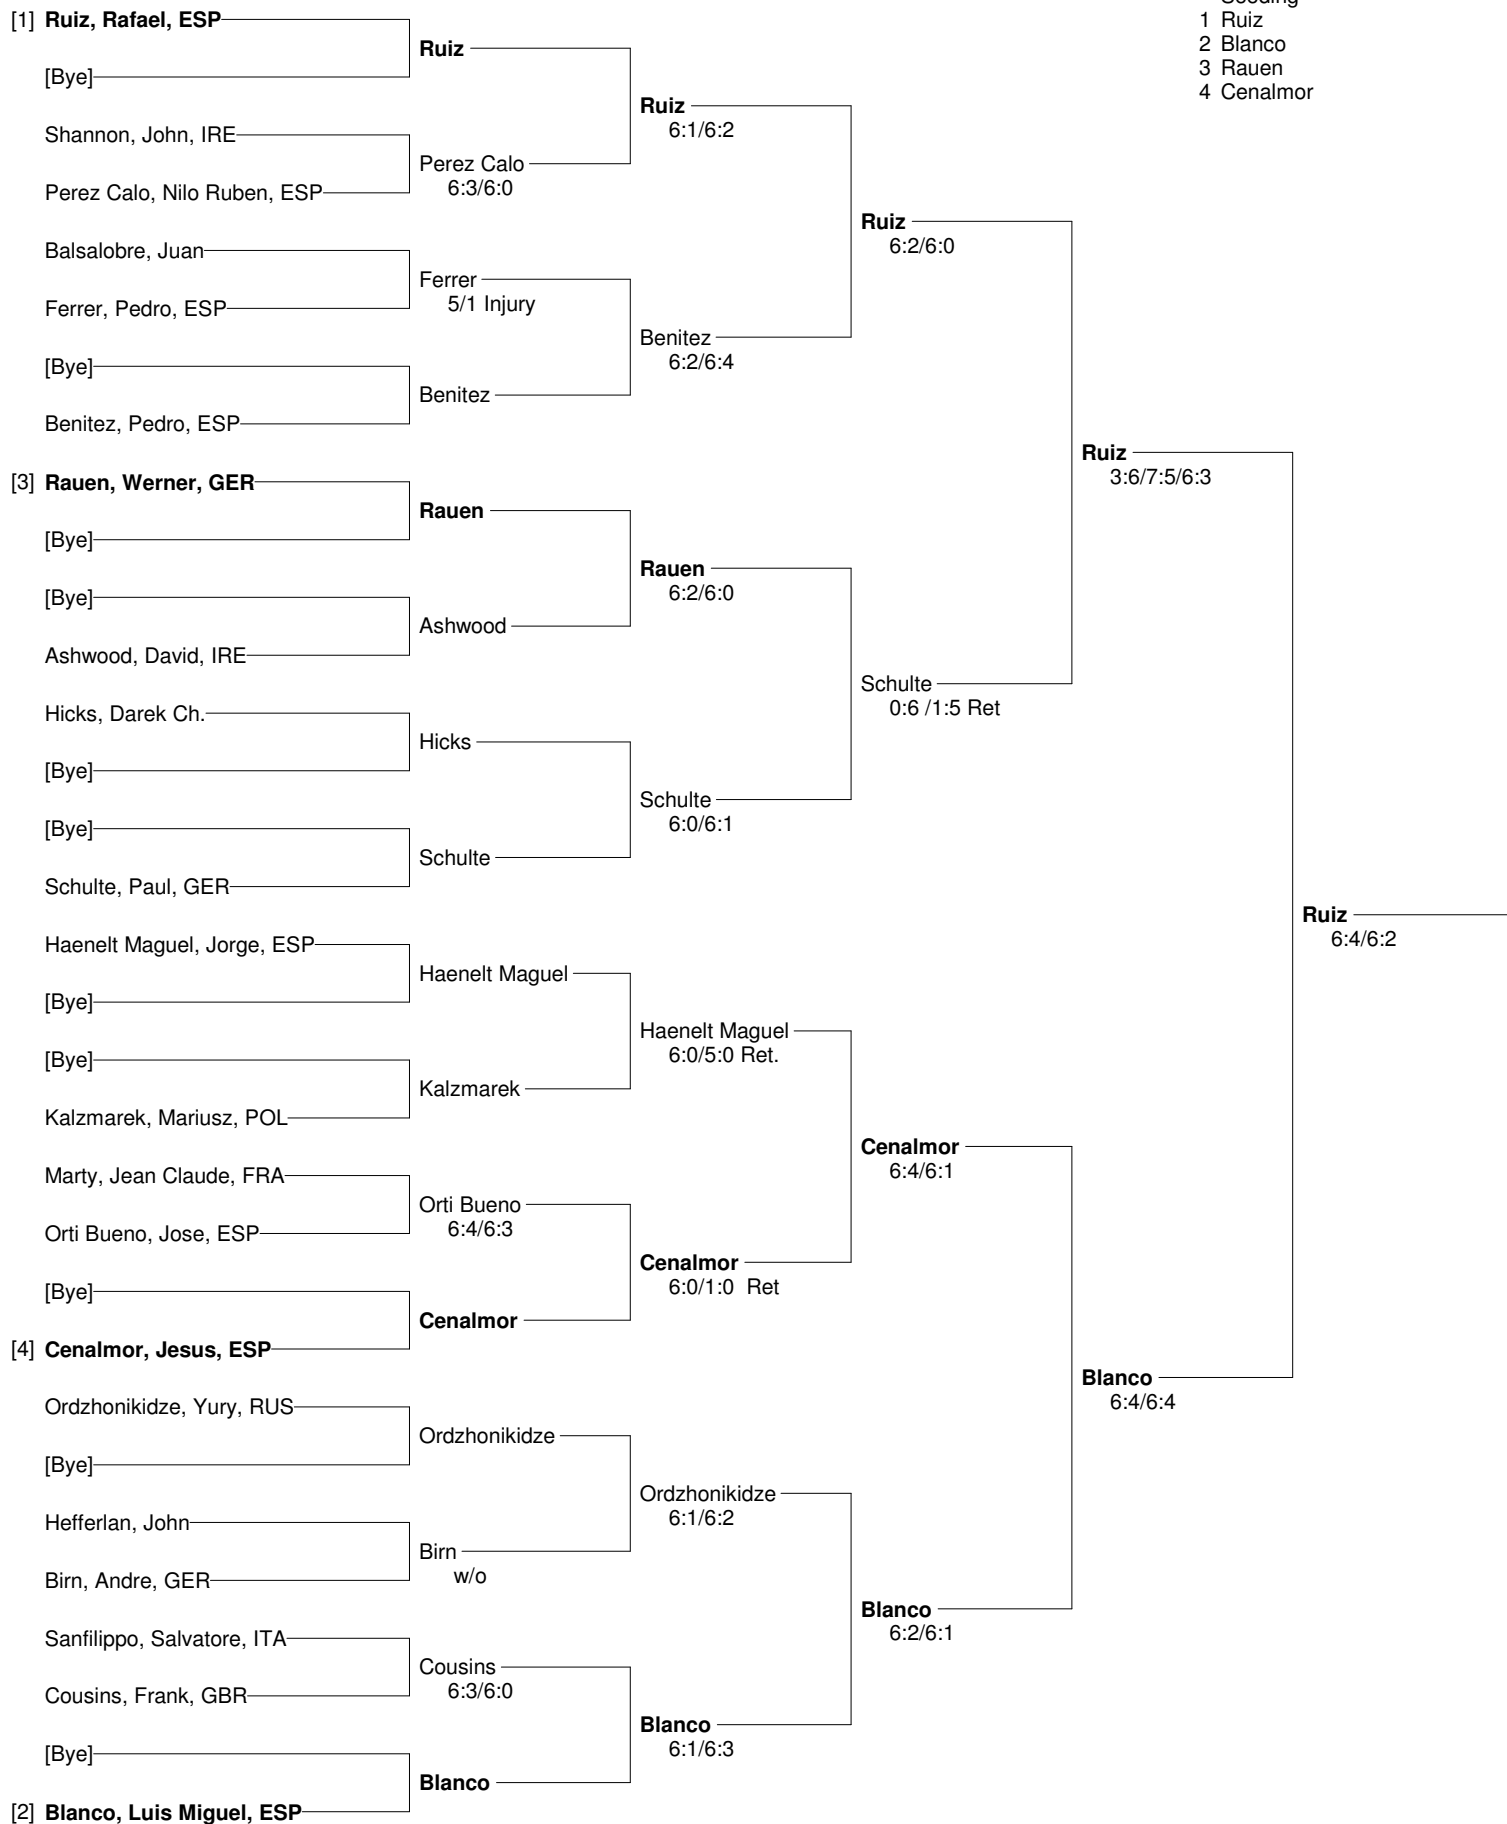 Seeding
1 Ruiz
2 Blanco
3 Rauen
4 Cenalmor
[1] Ruiz, Rafael, ESP
[Bye]
Shannon, John, IRE
Perez Calo, Nilo Ruben, ESP
Balsalobre, Juan
Ferrer, Pedro, ESP
[Bye]
Benitez, Pedro, ESP
[3] Rauen, Werner, GER
[Bye]
[Bye]
Ashwood, David, IRE
Hicks, Darek Ch.
[Bye]
[Bye]
Schulte, Paul, GER
Haenelt Maguel, Jorge, ESP
[Bye]
[Bye]
Kalzmarek, Mariusz, POL
Marty, Jean Claude, FRA
Orti Bueno, Jose, ESP
[Bye]
[4] Cenalmor, Jesus, ESP
Ordzhonikidze, Yury, RUS
[Bye]
Hefferlan, John
Birn, Andre, GER
Sanfilippo, Salvatore, ITA
Cousins, Frank, GBR
[Bye]
[2] Blanco, Luis Miguel, ESP
Ruiz
Perez Calo
6:3/6:0
Ferrer
5/1 Injury
Benitez
Rauen
Ashwood
Hicks
Schulte
Haenelt Maguel
Kalzmarek
Orti Bueno
6:4/6:3
Cenalmor
Ordzhonikidze
Birn
w/o
Cousins
6:3/6:0
Blanco
Ruiz
6:1/6:2
Benitez
6:2/6:4
Rauen
6:2/6:0
Schulte
6:0/6:1
Haenelt Maguel
6:0/5:0 Ret.
Cenalmor
6:0/1:0 Ret
Ordzhonikidze
6:1/6:2
Blanco
6:1/6:3
Ruiz
6:2/6:0
Schulte
0:6 /1:5 Ret
Cenalmor
6:4/6:1
Blanco
6:2/6:1
Ruiz
3:6/7:5/6:3
Blanco
6:4/6:4
Ruiz
6:4/6:2